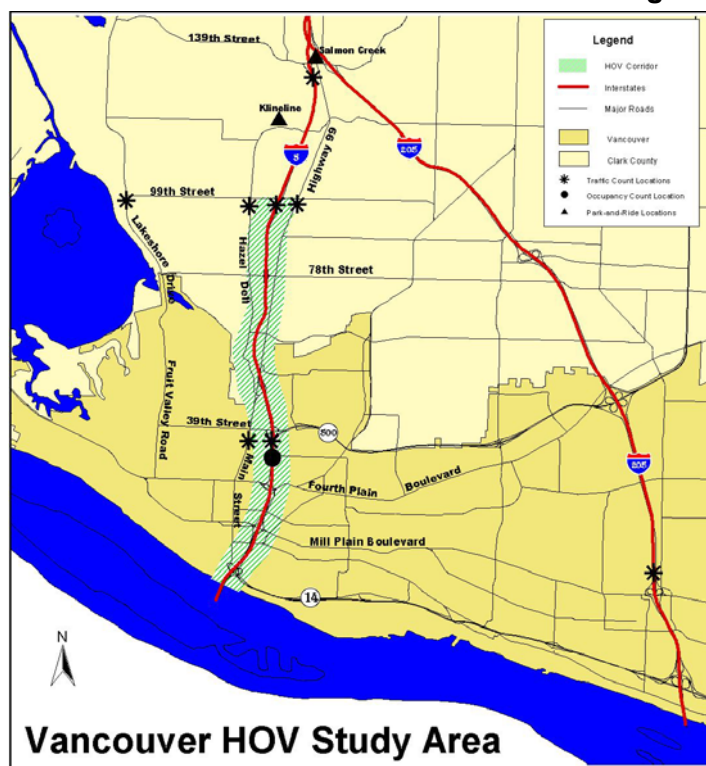 139th Street
Salmon Creek
Klineline
5
Highway 99
205
99th Street
Lakeshore Drive
Hazel Dell
78th Street
Fruit Valley Road
39th Street
500
Main Street
Fourth Plain Boulevard
Mill Plain Boulevard
205
14
N
Vancouver HOV Study Area
Legend
HOV Corridor
Interstates
Major Roads
Vancouver
Clark County
Traffic Count Locations
Occupancy Count Location
Park-and-Ride Locations